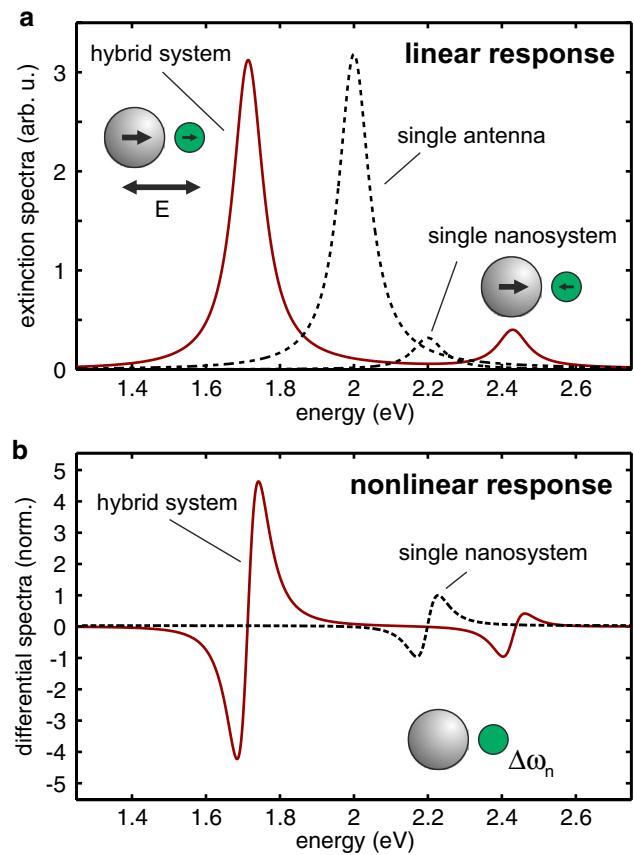 a
linear response
hybrid system
single antenna
single nanosystem
E
extinction spectra (arb. u.)
3
2
1
0
1.4 1.6 1.8 2 2.2 2.4 2.6
energy (eV)
b
nonlinear response
hybrid system
single nanosystem
Δωn
differential spectra (norm.)
5
4
3
2
1
0
-1
-2
-3
-4
-5
1.4 1.6 1.8 2 2.2 2.4 2.6
energy (eV)